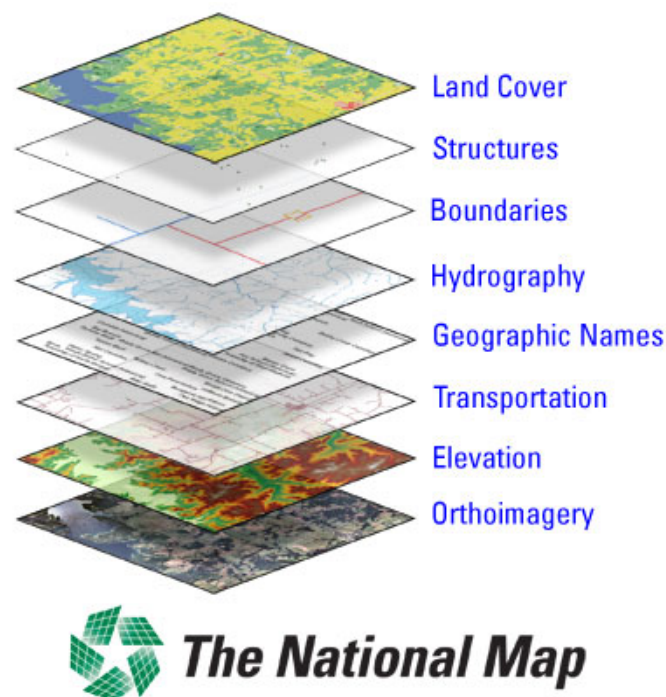 Land Cover
Structures
Boundaries
Hydrography
Geographic Names
Transportation
Elevation
Orthoimagery
The National Map